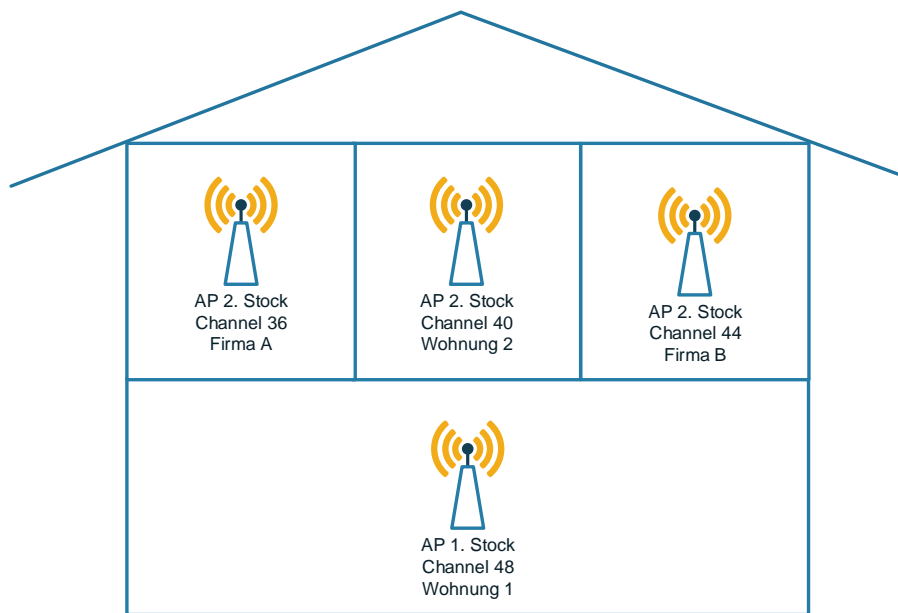 AP 2. Stock
Channel 36
Firma A
AP 2. Stock
Channel 40
Wohnung 2
AP 2. Stock
Channel 44
Firma B
AP 1. Stock
Channel 48
Wohnung 1